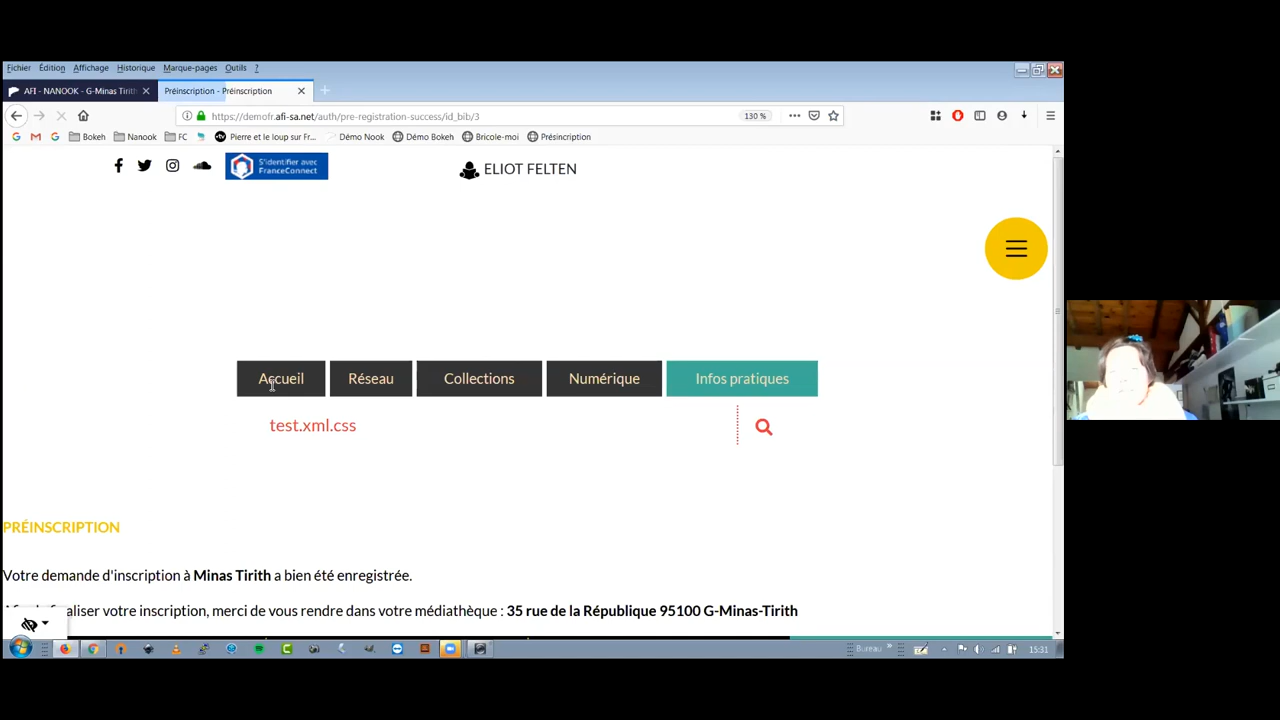 Fichier Édition Affichage Historique Marque-pages Outils ?
AFI - NANOOK - G-Minas Tirith
Préinscription - Préinscription
https://demofr.afi-sa.net/auth/pre-registration-success/id_bib/3
130 %
Bokeh Nanook FC Pierre et le loup sur Fr... Démo Nook Démo Bokeh Bricole-moi Présincription
S'identifier avec
FranceConnect
ELIOT FELTEN
Accueil Réseau Collections Numérique Infos pratiques
test.xml.css
PRÉINSCRIPTION
Votre demande d'inscription à Minas Tirith a bien été enregistrée.
aliser votre inscription, merci de vous rendre dans votre médiathèque : 35 rue de la République 95100 G-Minas-Tirith
Bureau » 15:31